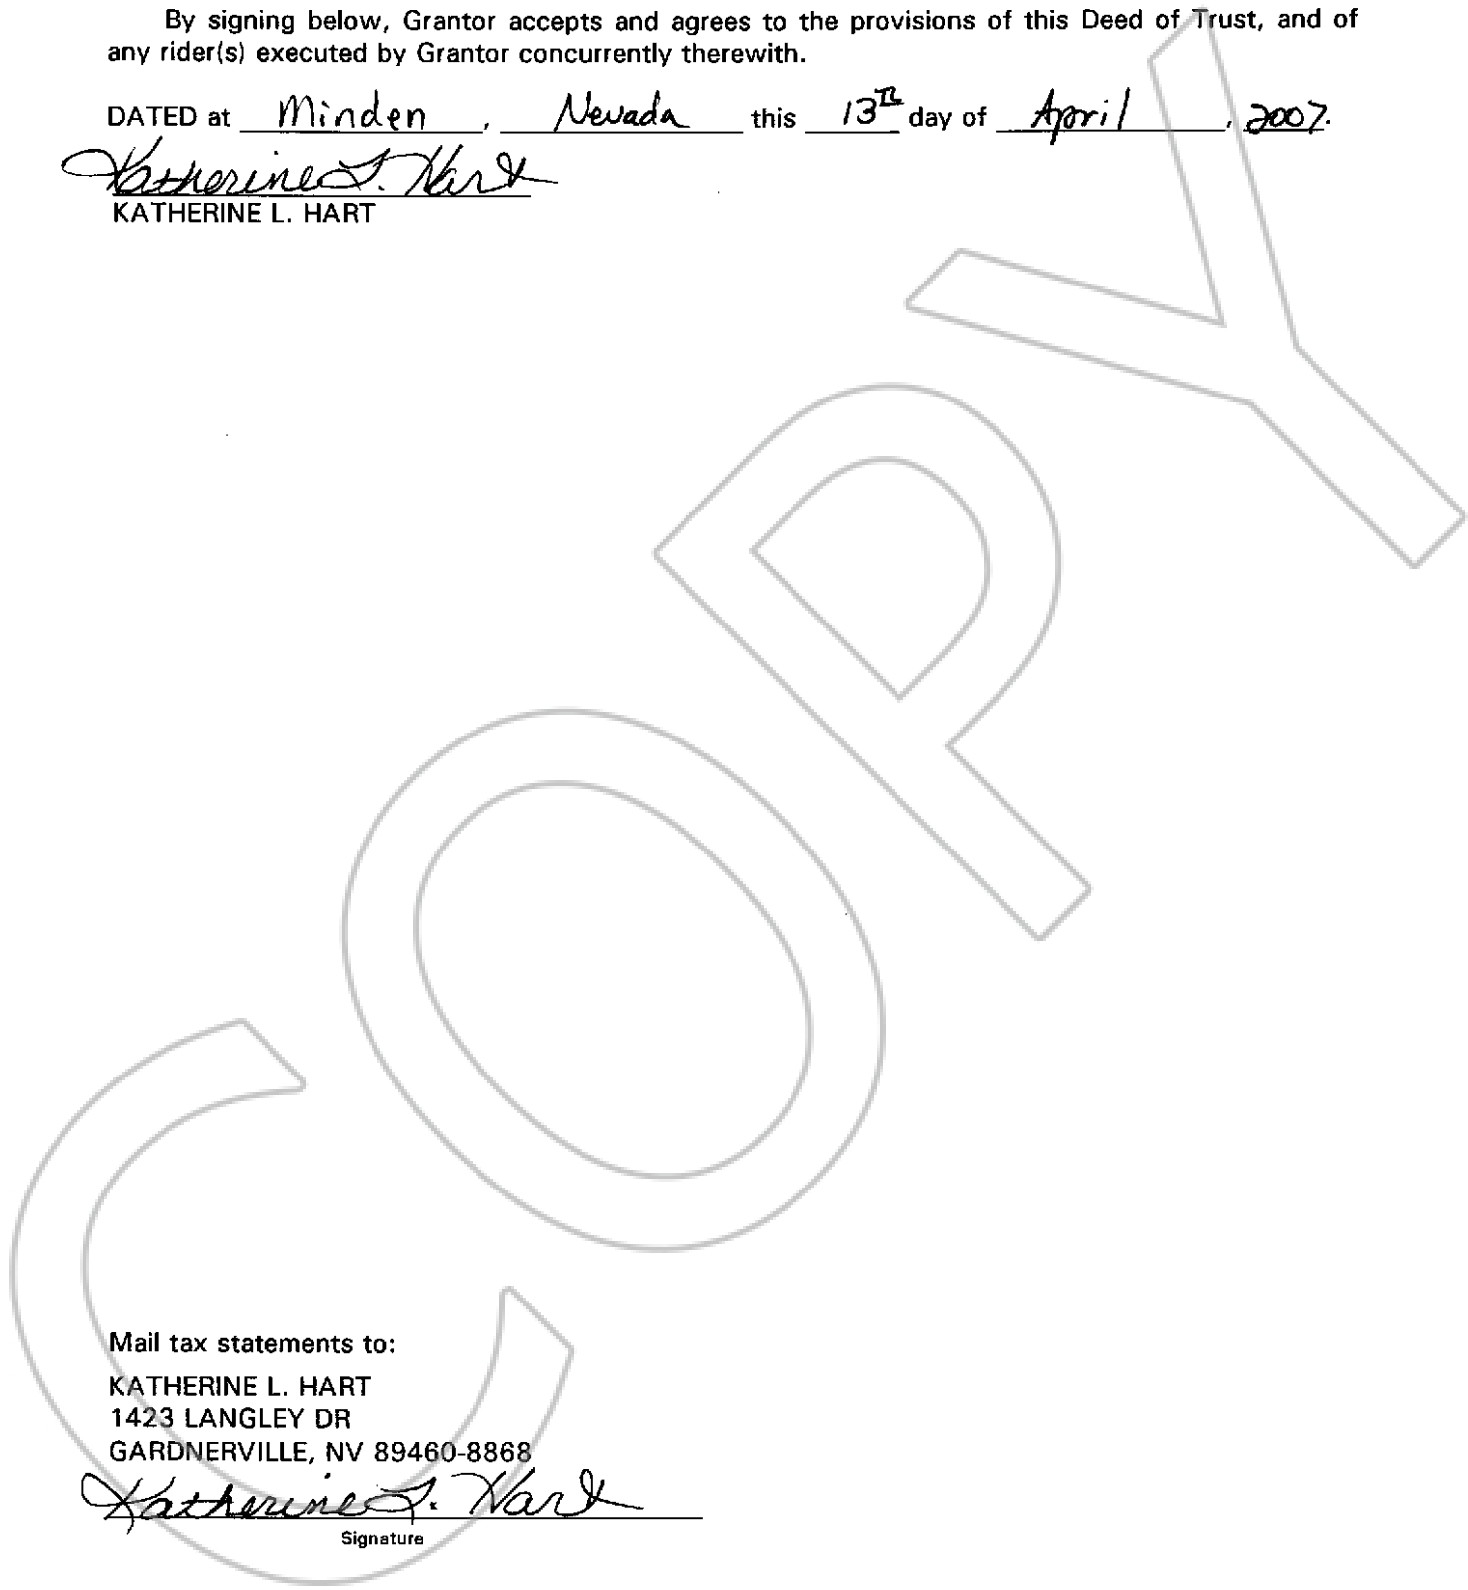 By signing below, Grantor accepts and agrees to the provisions of this Deed of Trust, and of
any rider(s) executed by Grantor concurrently therewith.
DATED at Minden, Nevada this 13th day of April, 2007.
Katherine L. Hart
KATHERINE L. HART
COPY
Mail tax statements to:
KATHERINE L. HART
1423 LANGLEY DR
GARDNERVILLE, NV 89460-8868
Katherine L. Hart
Signature